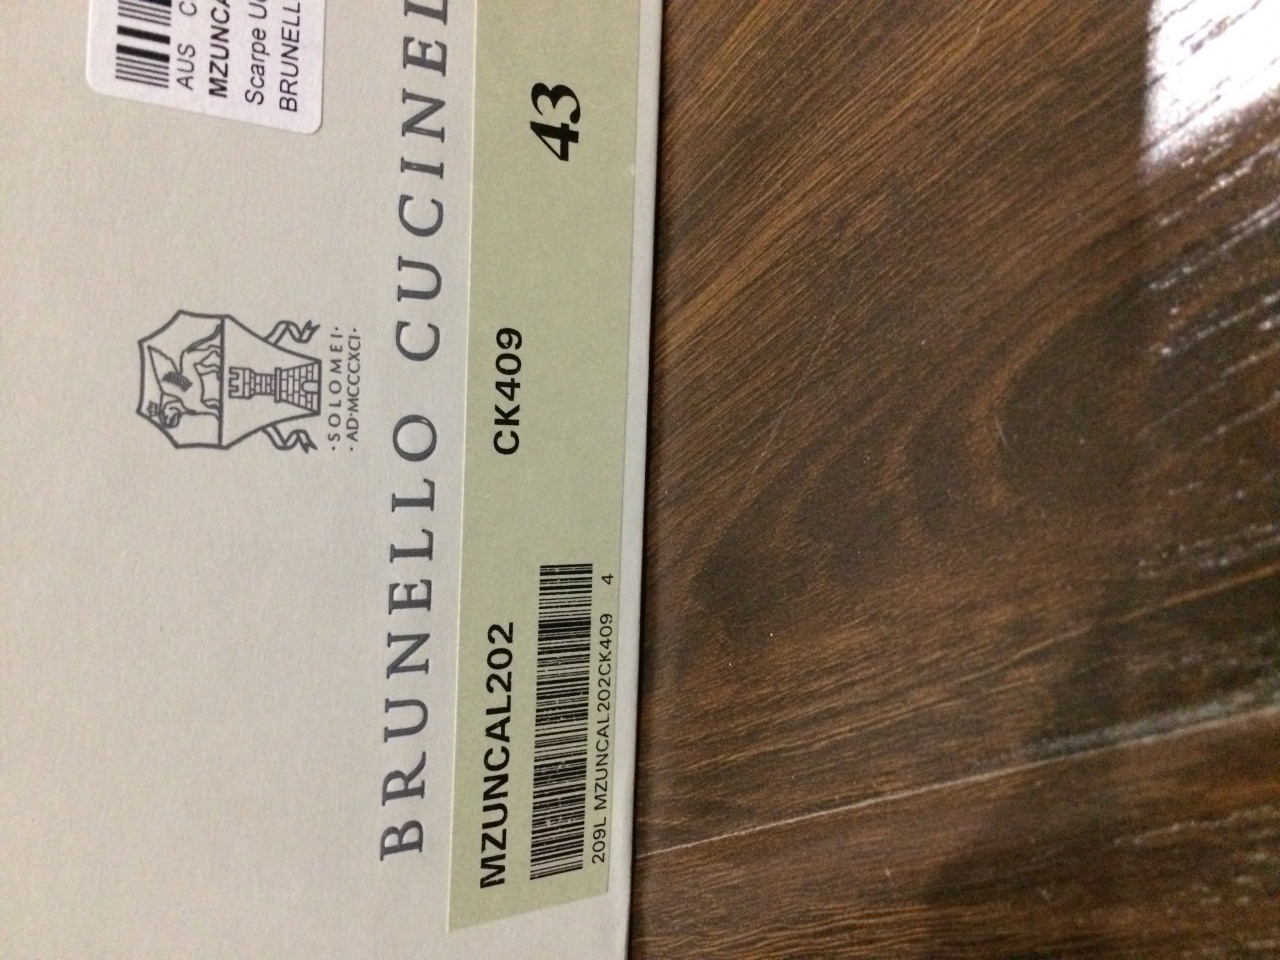 AUS C
MZUNCA
Scarpe U
BRUNELL
·SOLOMEI·
·AD·MCCCXCI·
BRUNELLO CUCINEL
MZUNCAL202 CK409 43
209L MZUNCAL202CK409 4